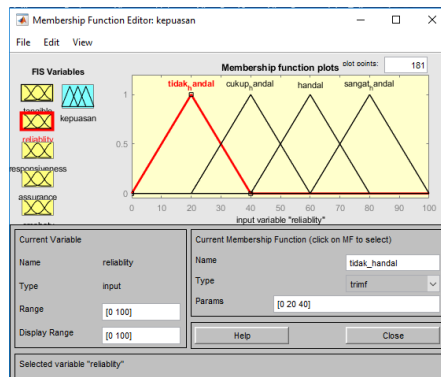 Membership Function Editor: kepuasan
File Edit View
FIS Variables
tangible
kepuasan
reliablity
responsiveness
assurance
Membership function plots
plot points:
181
tidak_handal
cukup_handal
handal
sangat_handal
1
0.5
0
0 20 40 50 60 70 80 90 100
input variable "reliablity"
Current Variable
Name reliablity
Type input
Range [0 100]
Display Range [0 100]
Current Membership Function (click on MF to select)
Name tidak_handal
Type trimf
Params [0 20 40]
Help Close
Selected variable "reliablity"